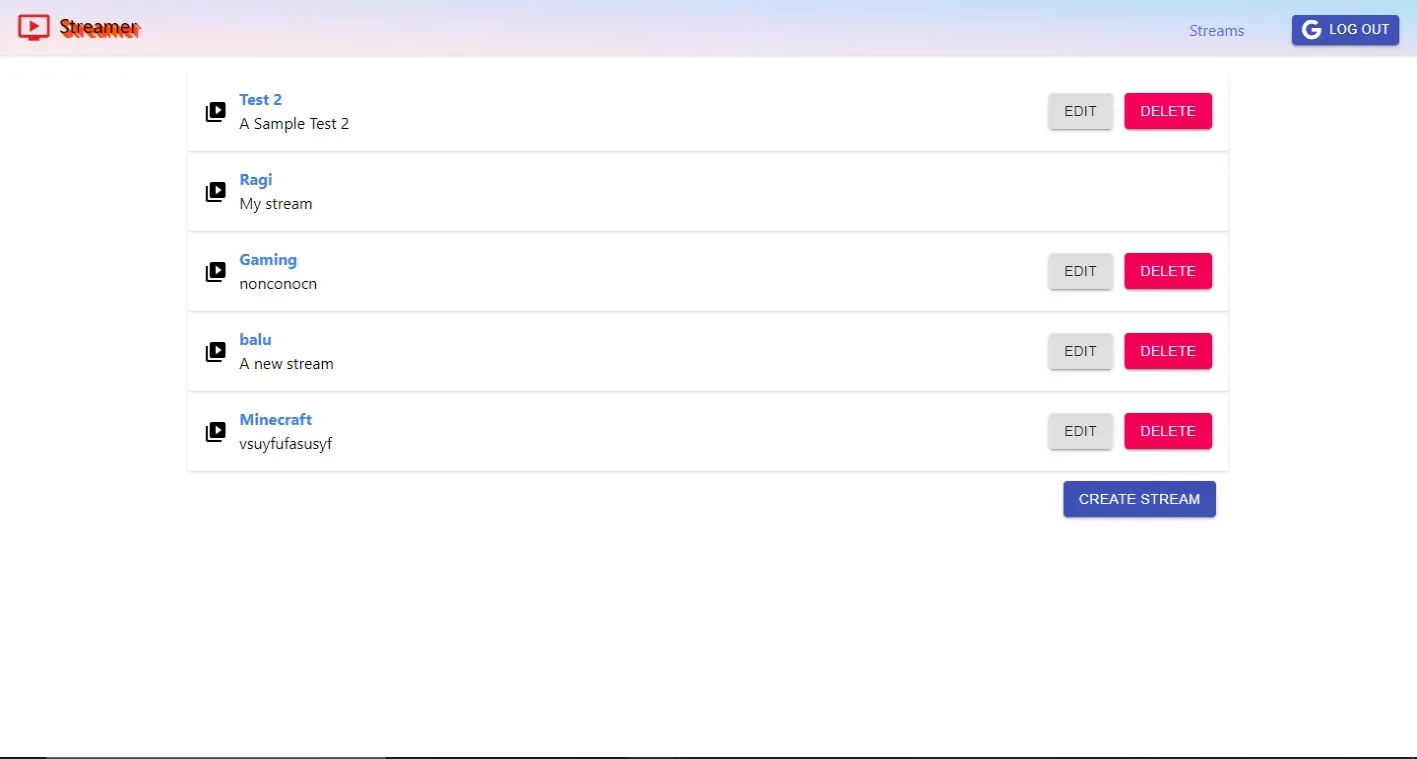 Streamer
Streams
LOG OUT
Test 2
A Sample Test 2
EDIT
DELETE
Ragi
My stream
Gaming
nonconocn
EDIT
DELETE
balu
A new stream
EDIT
DELETE
Minecraft
vsuyfufasusyf
EDIT
DELETE
CREATE STREAM